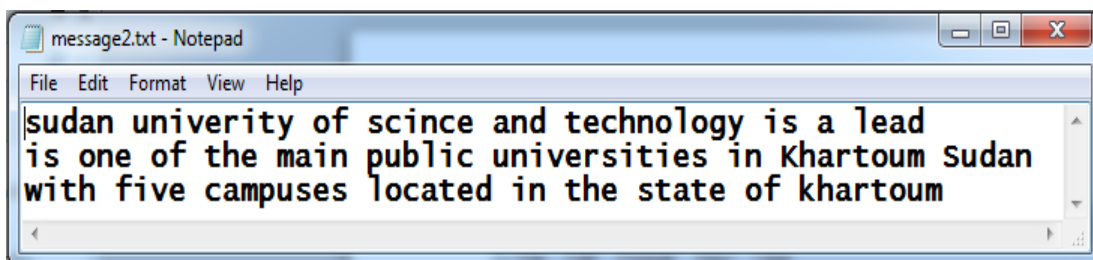 message2.txt - Notepad
File Edit Format View Help
sudan univerity of scince and technology is a lead
is one of the main public universities in Khartoum Sudan
with five campuses located in the state of khartoum